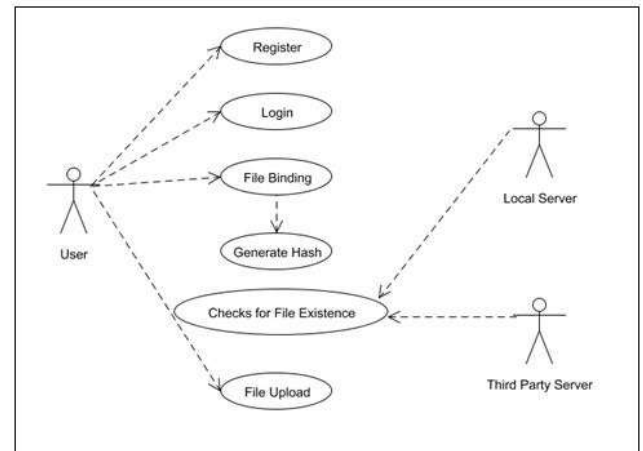 Register
Login
File Binding
User
Local Server
Generate Hash
Checks for File Existence
Third Party Server
File Upload